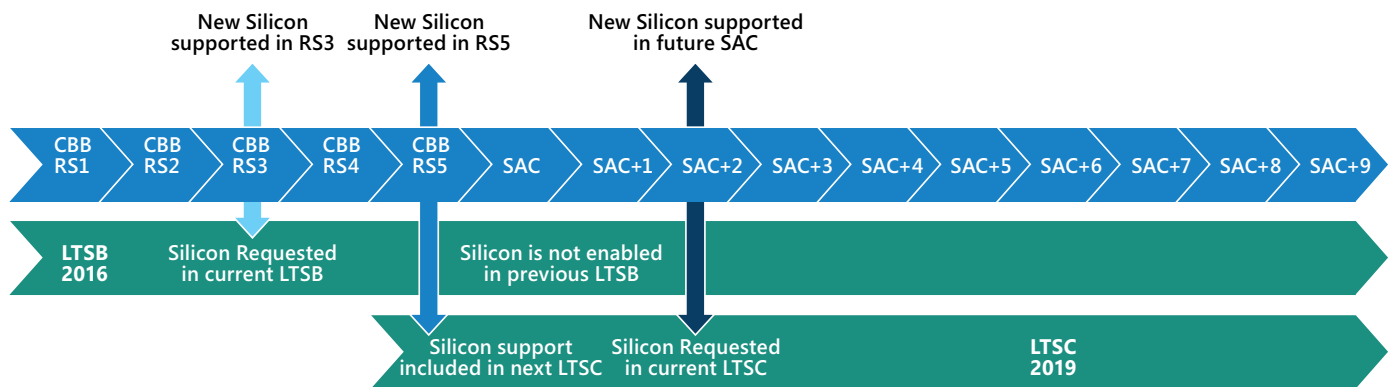 New Silicon
supported in RS3
New Silicon
supported in RS5
New Silicon supported
in future SAC
CBB
RS1
CBB
RS2
CBB
RS3
CBB
RS4
CBB
RS5
SAC
SAC+1
SAC+2
SAC+3
SAC+4
SAC+5
SAC+6
SAC+7
SAC+8
SAC+9
LTSB
2016
Silicon Requested
in current LTSB
Silicon is not enabled
in previous LTSB
Silicon support
included in next LTSC
Silicon Requested
in current LTSC
LTSC
2019